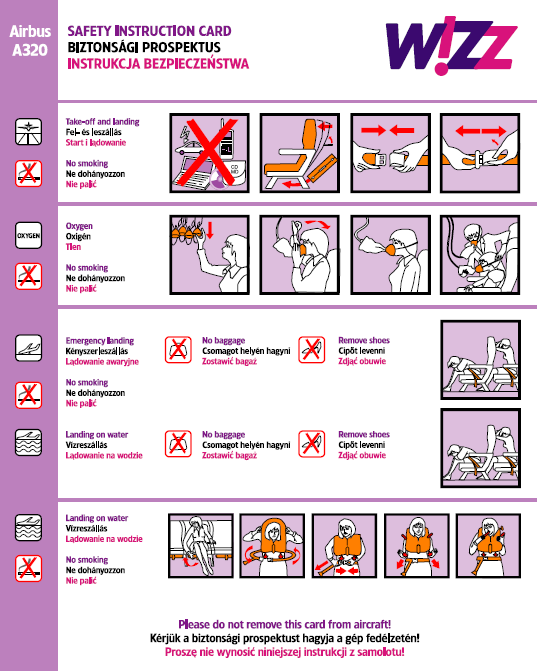 Airbus
A320
SAFETY INSTRUCTION CARD
BIZTONSÁGI PROSPEKTUS
INSTRUKCJA BEZPIECZEŃSTWA
W!ZZ
Take-off and landing
Fel- és leszállás
Start i lądowanie
No smoking
Ne dohányozzon
Nie palić
CD
MD
OXYGEN
Oxygen
Oxigén
Tlen
No smoking
Ne dohányozzon
Nie palić
Emergency landing
Kényszerleszállás
Lądowanie awaryjne
No baggage
Csomagot helyén hagyni
Zostawić bagaż
Remove shoes
Cipőt levenni
Zdjąć obuwie
No smoking
Ne dohányozzon
Nie palić
Landing on water
Vízreszállás
Lądowanie na wodzie
No baggage
Csomagot helyén hagyni
Zostawić bagaż
Remove shoes
Cipőt levenni
Zdjąć obuwie
Landing on water
Vízreszállás
Lądowanie na wodzie
No smoking
Ne dohányozzon
Nie palić
Please do not remove this card from aircraft!
Kérjük a biztonsági prospektust hagyja a gép fedélzetén!
Proszę nie wynosić niniejszej instrukcji z samolotu!